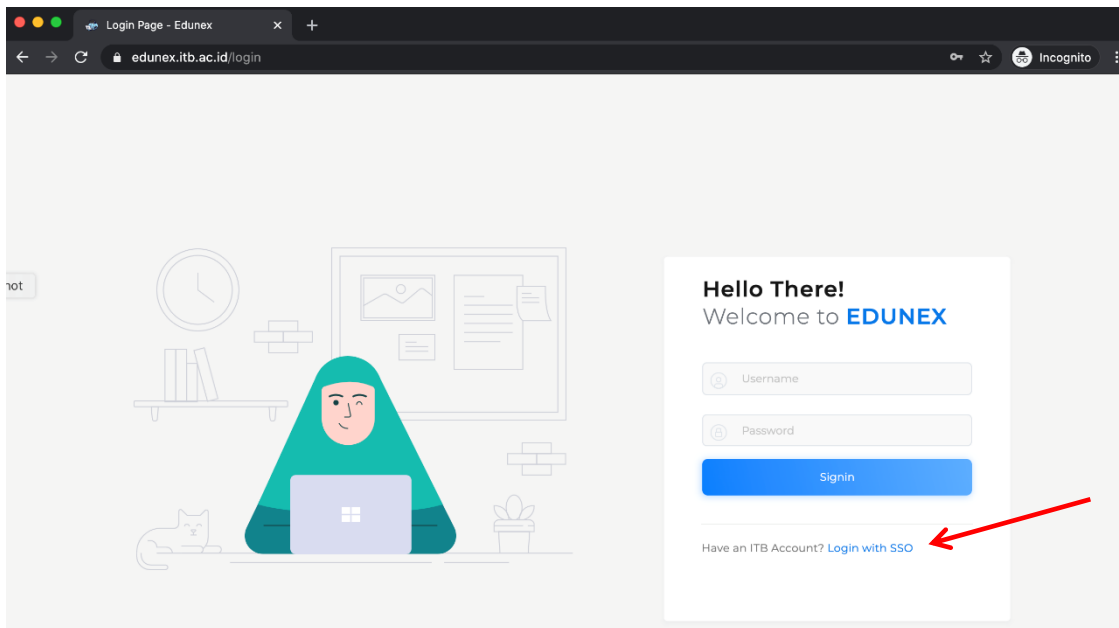 Login Page - Edunex
edunex.itb.ac.id/login
Incognito
not
Hello There!
Welcome to EDUNEX
Username
Password
Signin
Have an ITB Account? Login with SSO